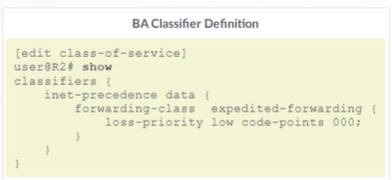 BA Classifier Definition
[edit class-of-service]
user@R2# show
classifiers {
    inet-precedence data {
        forwarding-class  expedited-forwarding {
            loss-priority low code-points 000;
        }
    }
}